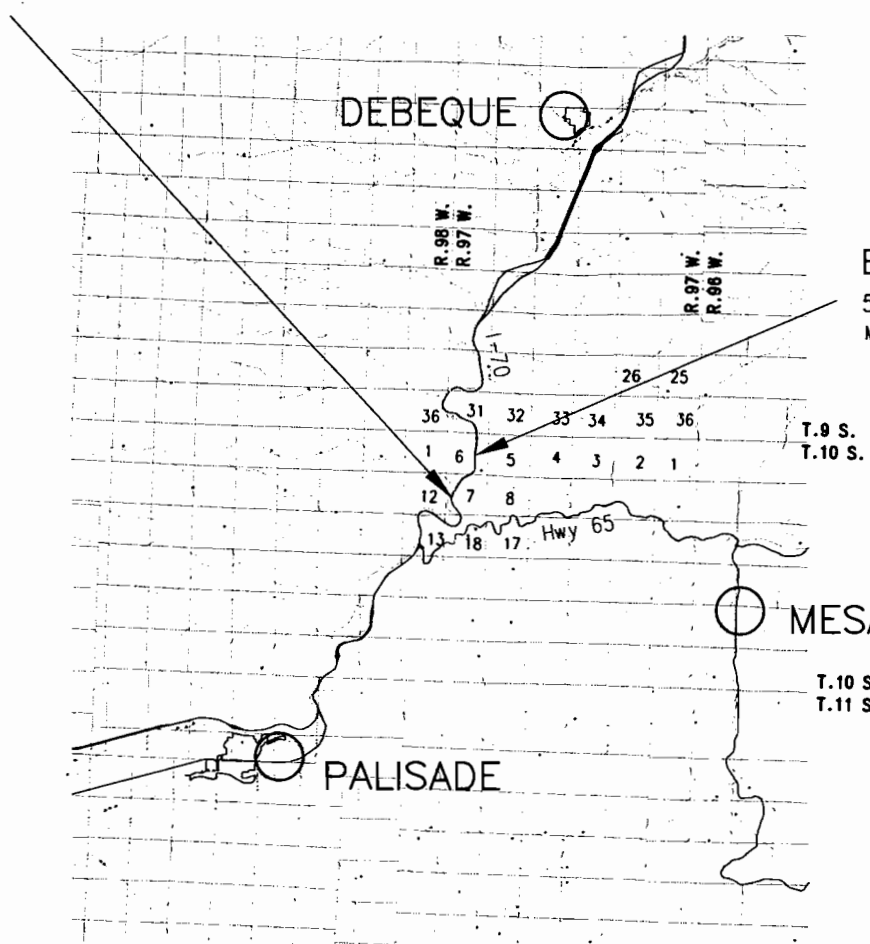 DEBEQUE
R.98 W.
R.97 W.
R.97 W.
R.96 W.
E
5
I-70
26 25
36 31 32 33 34 35 36
T.9 S.
T.10 S.
1 6 5 4 3 2 1
12 7 8
13 18 17 Hwy 65
MESA
T.10 S
T.11 S
PALISADE